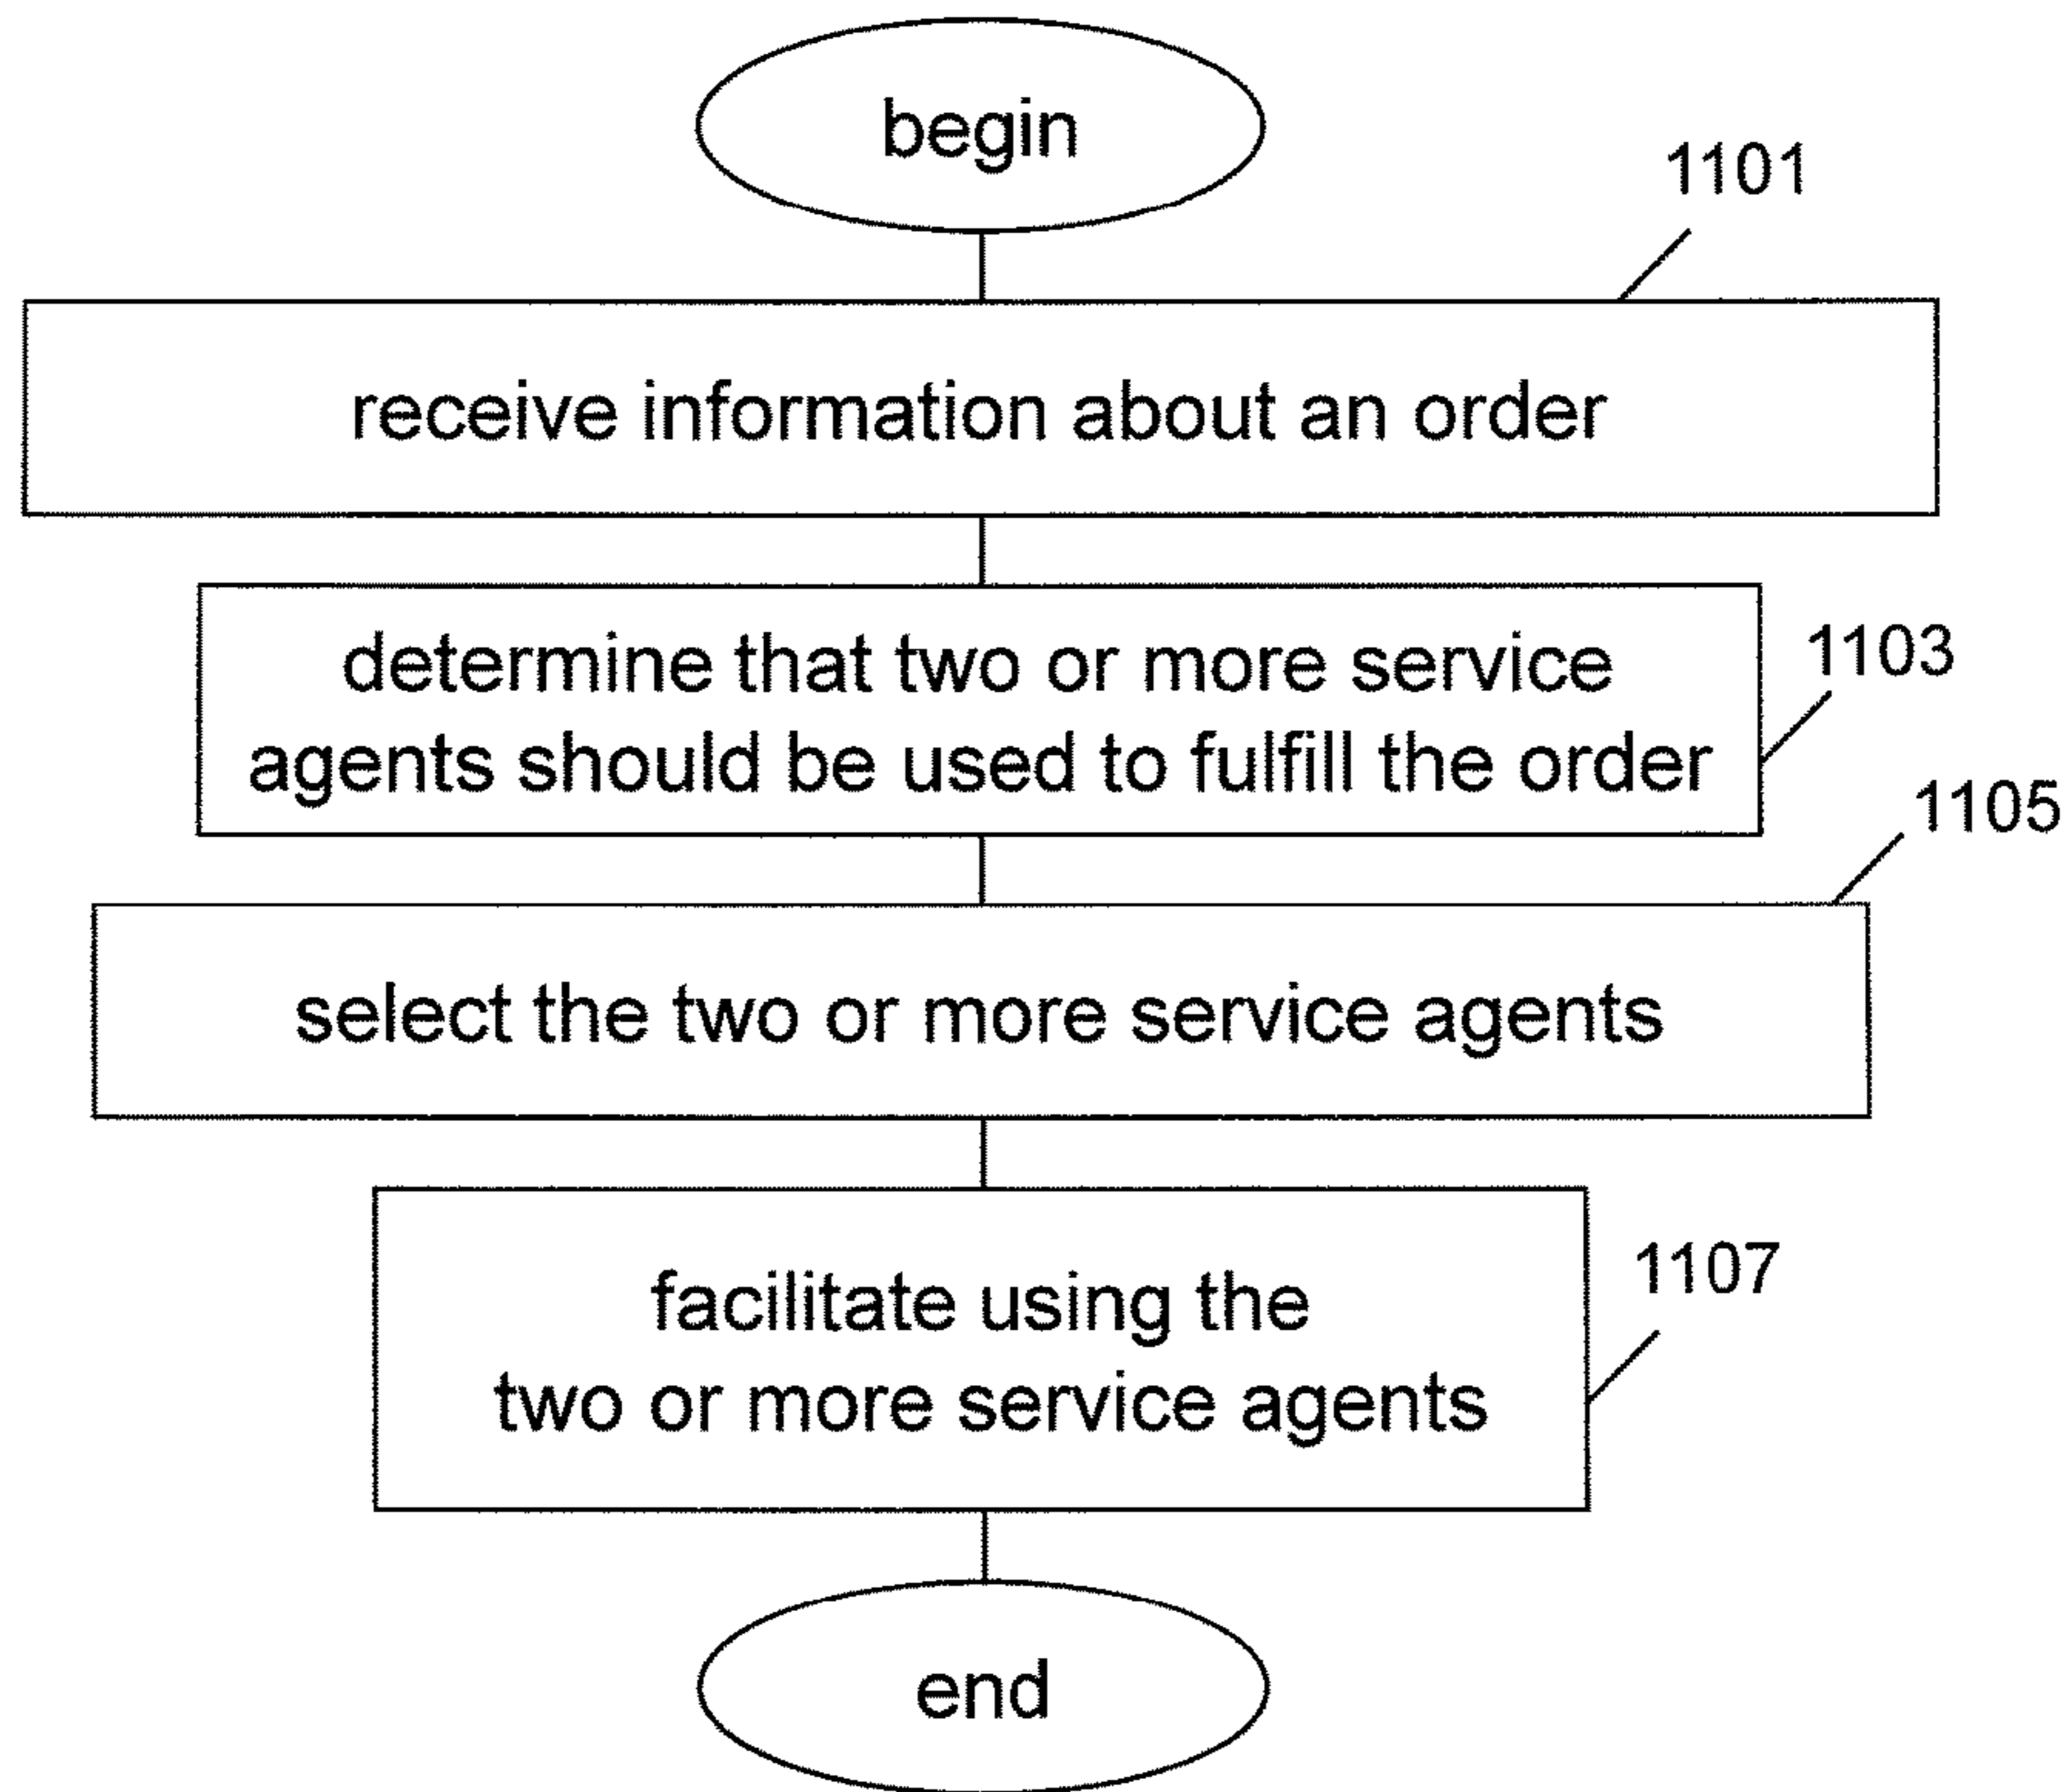 begin
1101
receive information about an order
determine that two or more service
agents should be used to fulfill the order
1103
1105
select the two or more service agents
facilitate using the
two or more service agents
1107
end